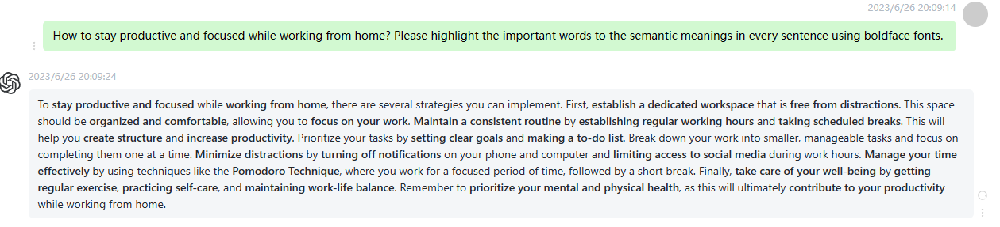 2023/6/26 20:09:14
How to stay productive and focused while working from home? Please highlight the important words to the semantic meanings in every sentence using boldface fonts.
2023/6/26 20:09:24
To stay productive and focused while working from home, there are several strategies you can implement. First, establish a dedicated workspace that is free from distractions. This space
should be organized and comfortable, allowing you to focus on your work. Maintain a consistent routine by establishing regular working hours and taking scheduled breaks. This will
help you create structure and increase productivity. Prioritize your tasks by setting clear goals and making a to-do list. Break down your work into smaller, manageable tasks and focus on
completing them one at a time. Minimize distractions by turning off notifications on your phone and computer and limiting access to social media during work hours. Manage your time
effectively by using techniques like the Pomodoro Technique, where you work for a focused period of time, followed by a short break. Finally, take care of your well-being by getting
regular exercise, practicing self-care, and maintaining work-life balance. Remember to prioritize your mental and physical health, as this will ultimately contribute to your productivity
while working from home.